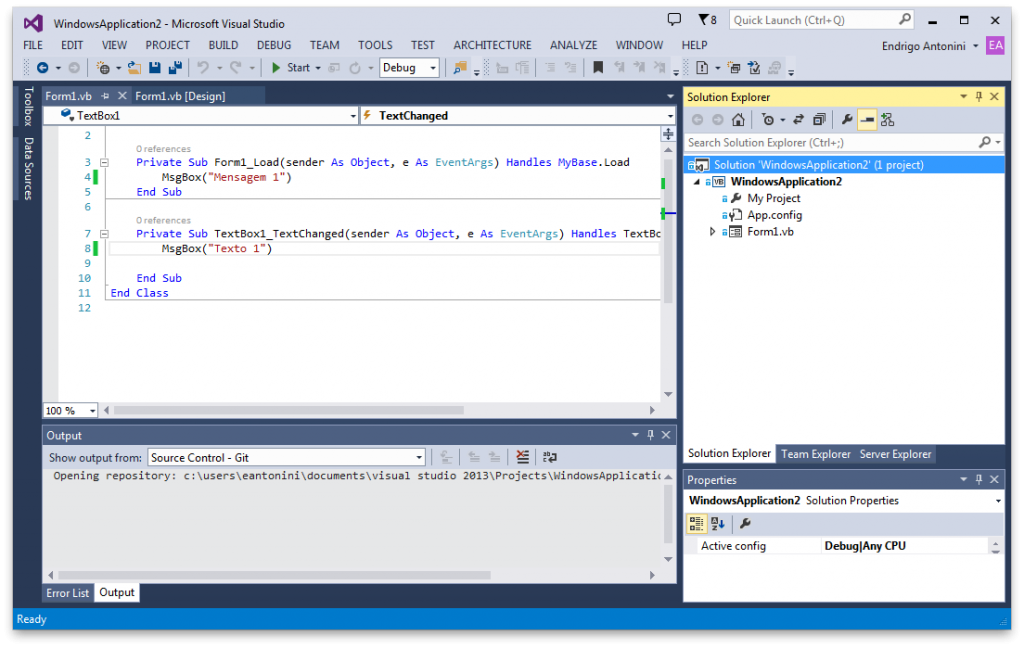 WindowsApplication2 - Microsoft Visual Studio
8
Quick Launch (Ctrl+Q)
FILE EDIT VIEW PROJECT BUILD DEBUG TEAM TOOLS TEST ARCHITECTURE ANALYZE WINDOW HELP
Endrigo Antonini EA
Start Debug
Toolbox
Data Sources
Form1.vb Form1.vb [Design]
TextBox1 TextChanged
2
0 references
3 Private Sub Form1_Load(sender As Object, e As EventArgs) Handles MyBase.Load
4 MsgBox("Mensagem 1")
5 End Sub
6
0 references
7 Private Sub TextBox1_TextChanged(sender As Object, e As EventArgs) Handles TextBo
8 MsgBox("Texto 1")
9
10 End Sub
11 End Class
12
100 %
Output
Show output from: Source Control - Git
Opening repository: c:\users\eantonini\documents\visual studio 2013\Projects\WindowsApplicatic
Error List Output
Ready
Solution Explorer
Search Solution Explorer (Ctrl+;)
Solution 'WindowsApplication2' (1 project)
VB WindowsApplication2
My Project
App.config
Form1.vb
Solution Explorer Team Explorer Server Explorer
Properties
WindowsApplication2 Solution Properties
Active config Debug|Any CPU